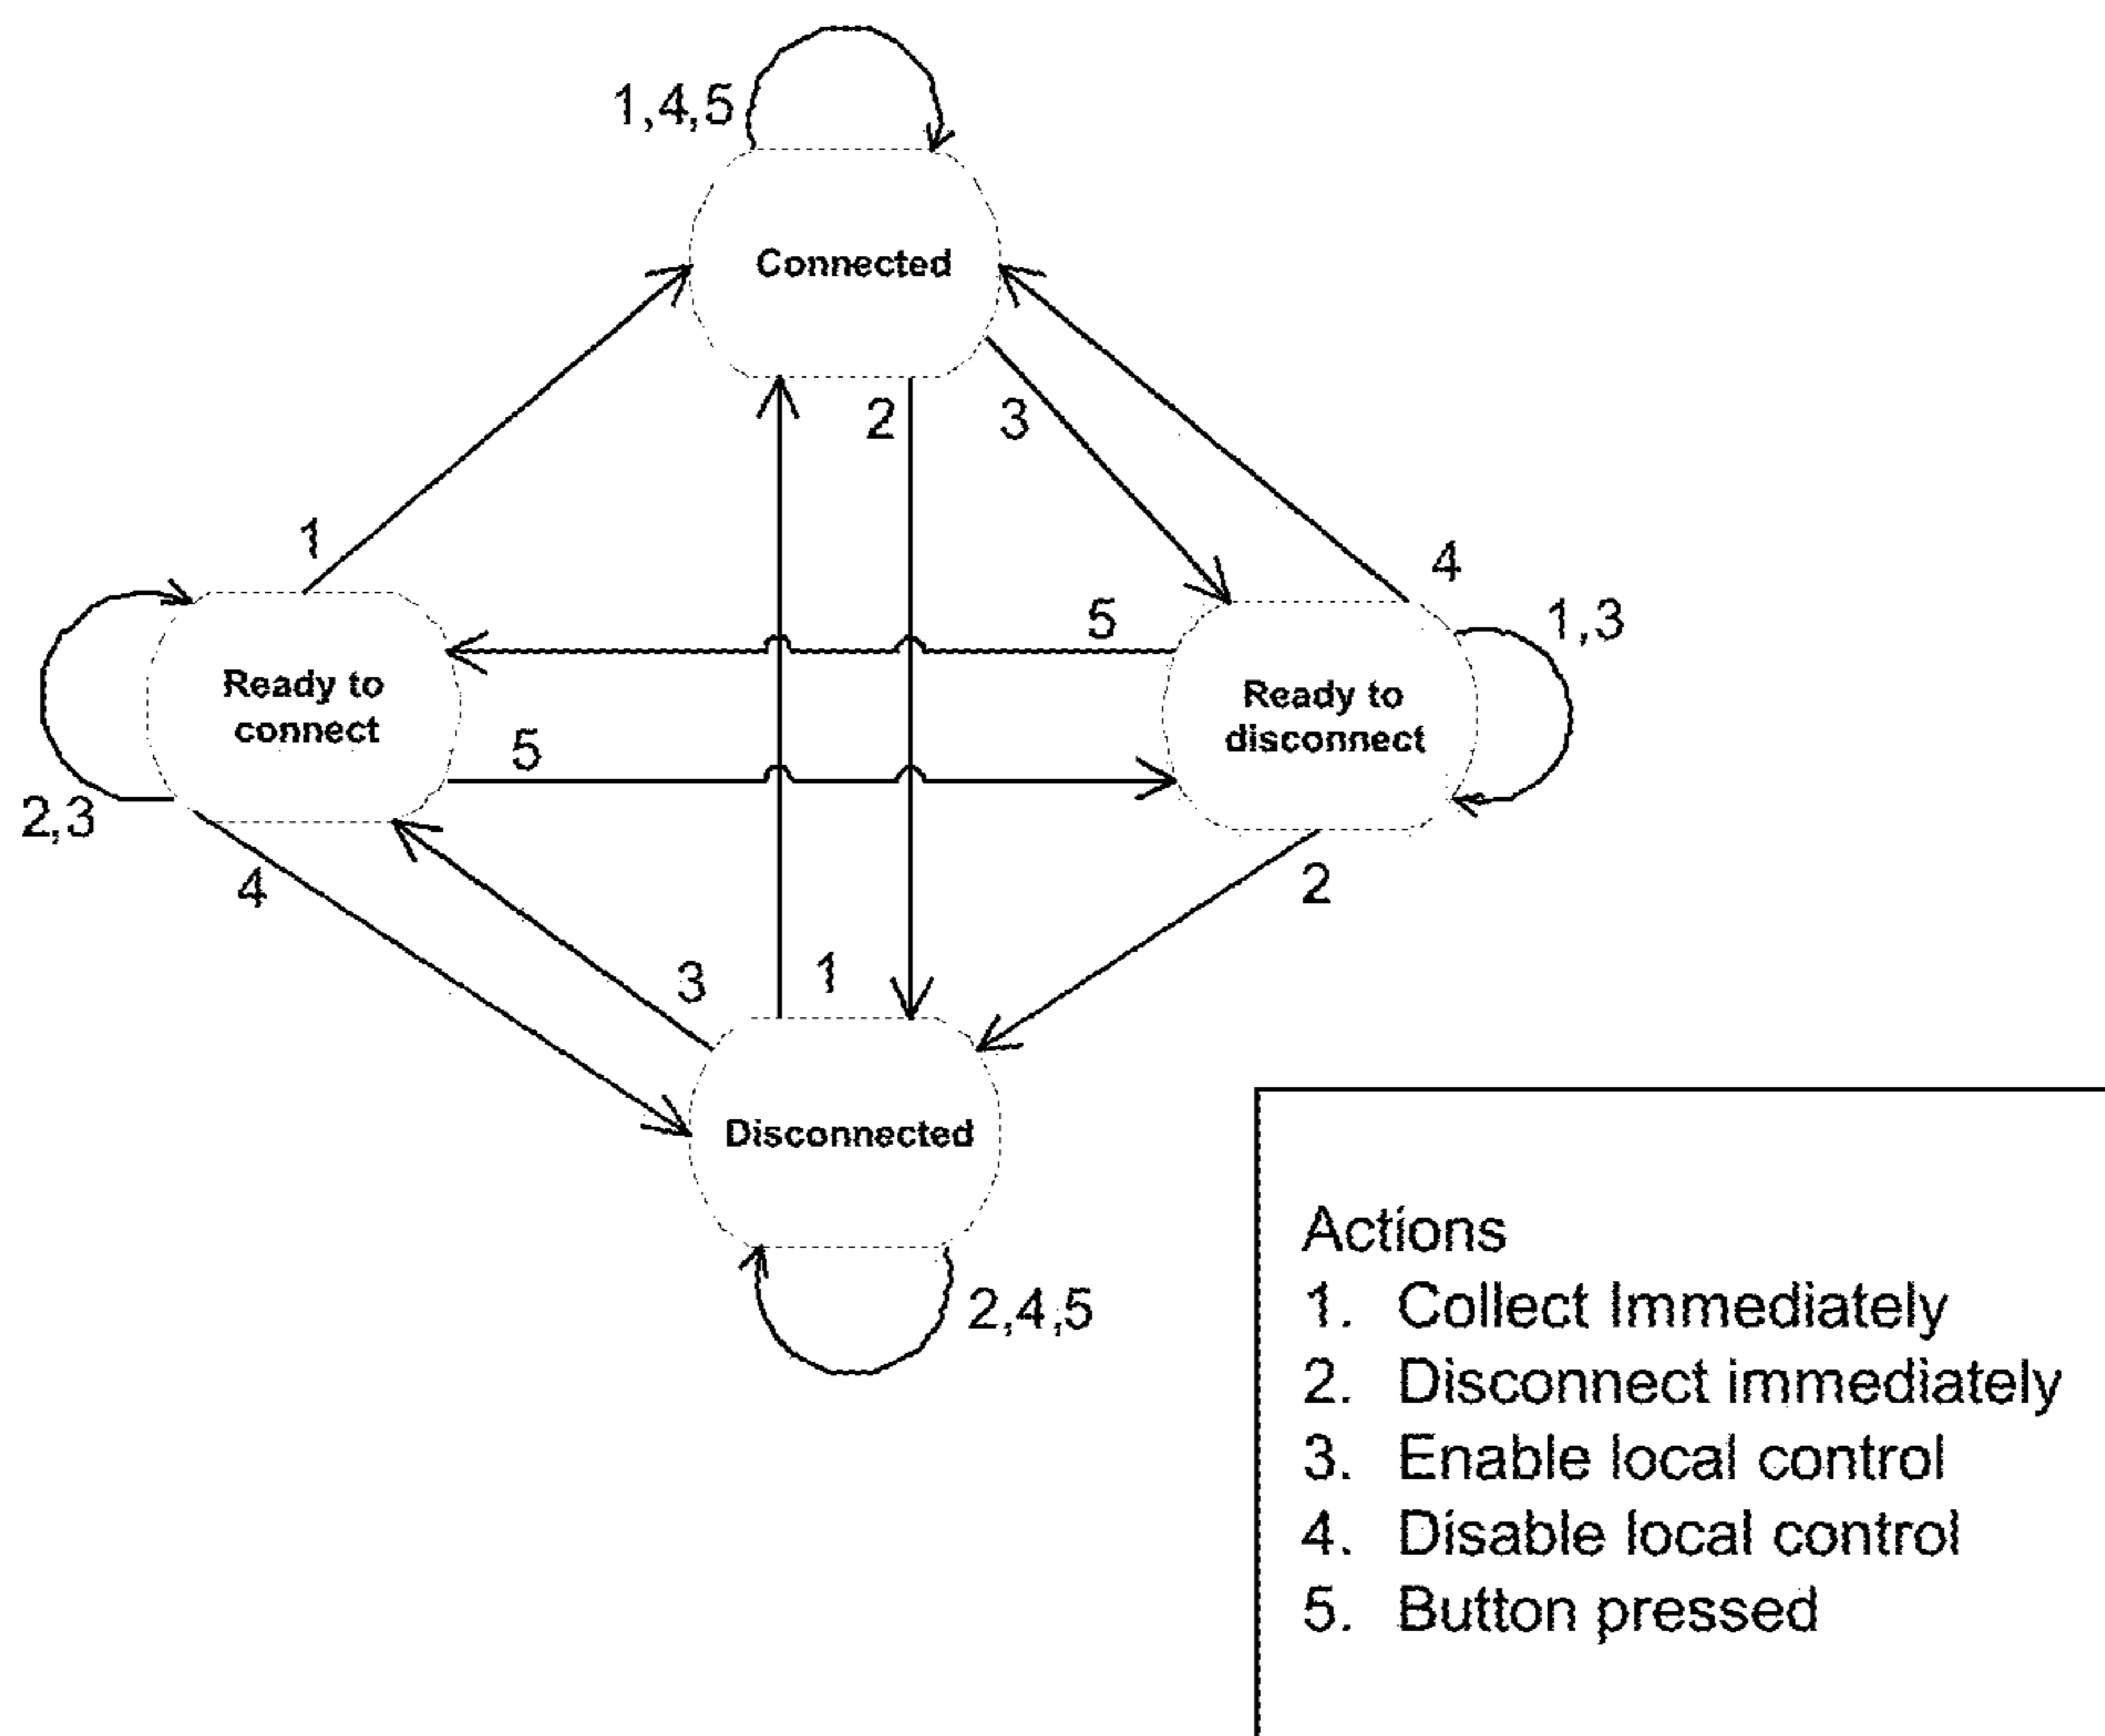 1,4,5
Connected
2
3
1
4
5
1,3
Ready to
connect
Ready to
disconnect
5
2,3
4
2
3
1
Disconnected
2,4,5
Actions
1. Collect Immediately
2. Disconnect immediately
3. Enable local control
4. Disable local control
5. Button pressed